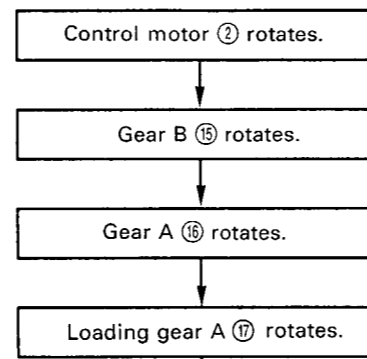 Control motor ② rotates.
Gear B ⑮ rotates.
Gear A ⑯ rotates.
Loading gear A ⑰ rotates.